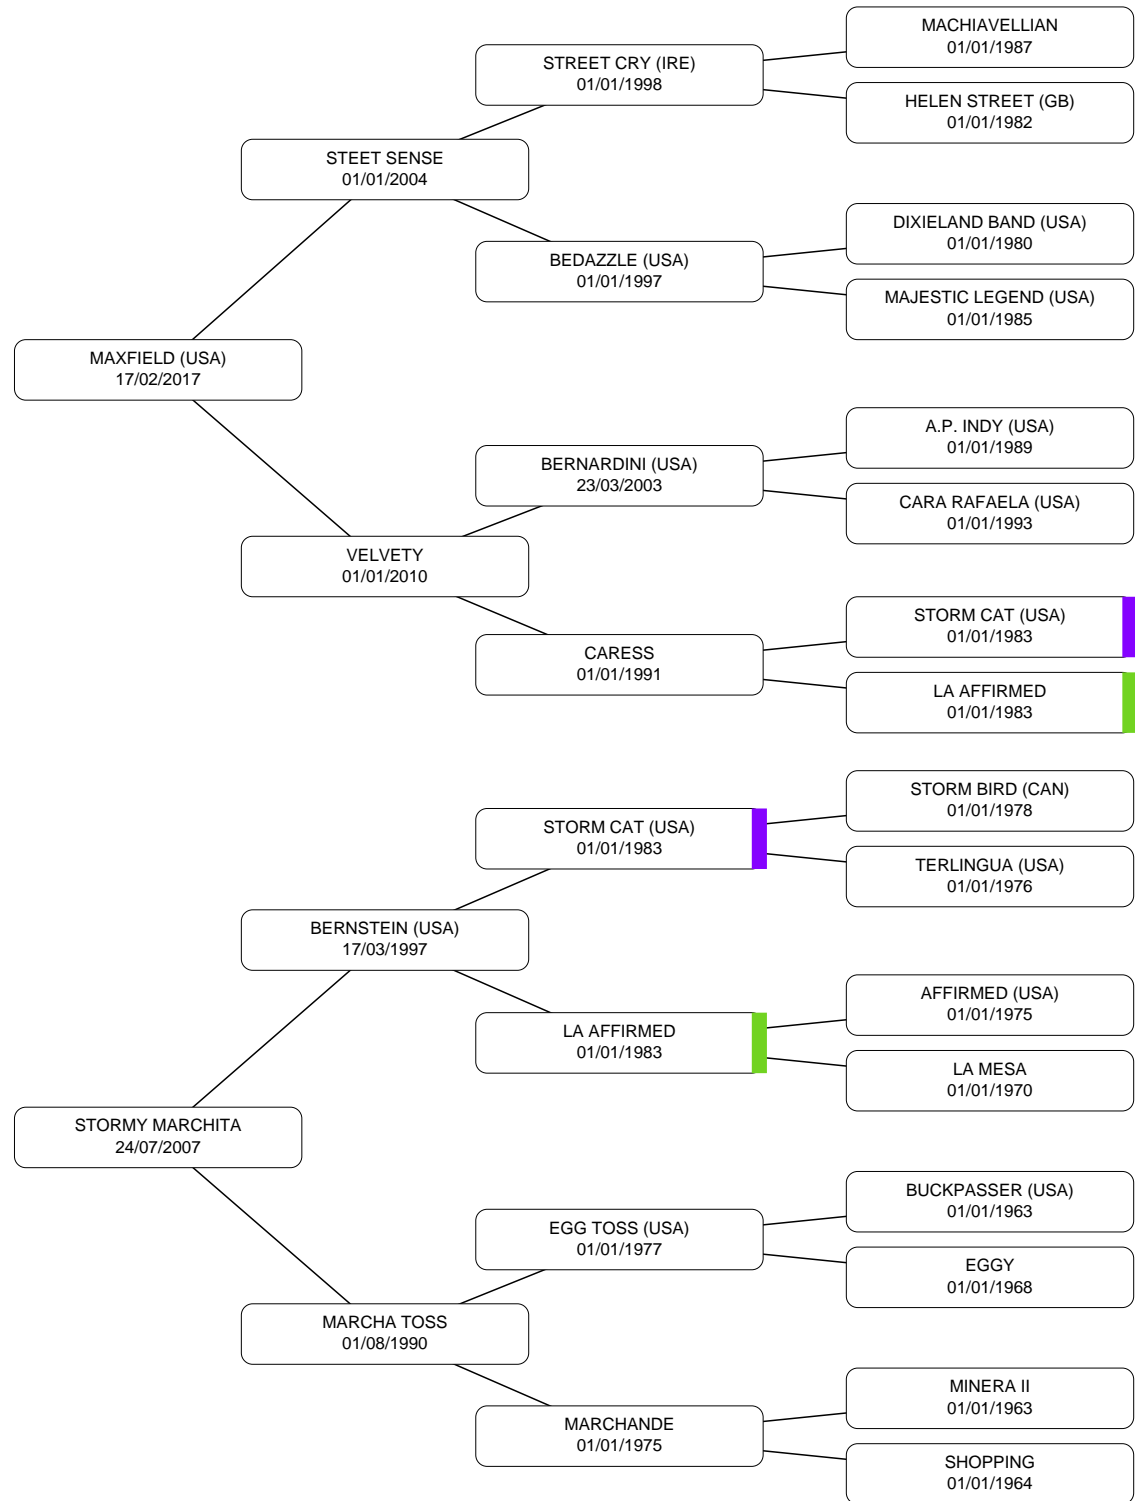 MACHIAVELLIAN
01/01/1987
STREET CRY (IRE)
01/01/1998
HELEN STREET (GB)
01/01/1982
STEET SENSE
01/01/2004
DIXIELAND BAND (USA)
01/01/1980
BEDAZZLE (USA)
01/01/1997
MAJESTIC LEGEND (USA)
01/01/1985
MAXFIELD (USA)
17/02/2017
A.P. INDY (USA)
01/01/1989
BERNARDINI (USA)
23/03/2003
CARA RAFAELA (USA)
01/01/1993
VELVETY
01/01/2010
STORM CAT (USA)
01/01/1983
CARESS
01/01/1991
LA AFFIRMED
01/01/1983
STORM BIRD (CAN)
01/01/1978
STORM CAT (USA)
01/01/1983
TERLINGUA (USA)
01/01/1976
BERNSTEIN (USA)
17/03/1997
AFFIRMED (USA)
01/01/1975
LA AFFIRMED
01/01/1983
LA MESA
01/01/1970
STORMY MARCHITA
24/07/2007
BUCKPASSER (USA)
01/01/1963
EGG TOSS (USA)
01/01/1977
EGGY
01/01/1968
MARCHA TOSS
01/08/1990
MINERA II
01/01/1963
MARCHANDE
01/01/1975
SHOPPING
01/01/1964